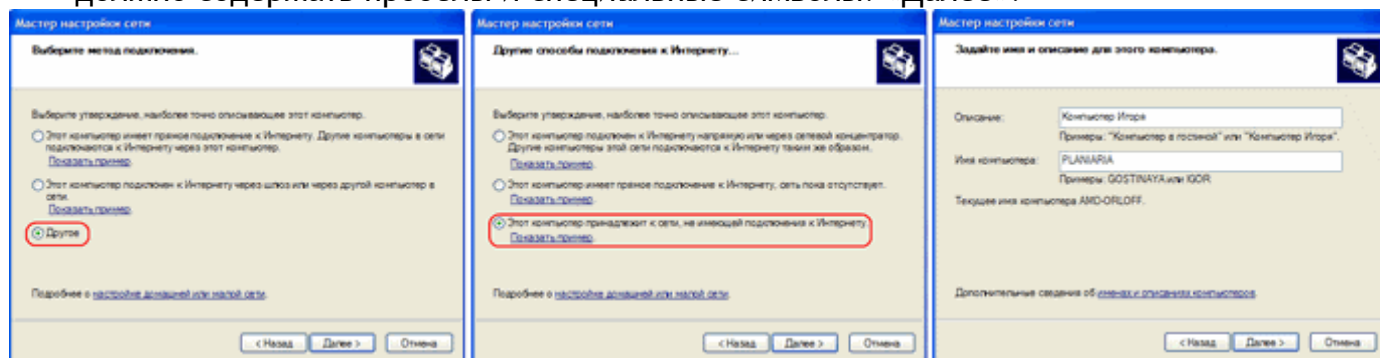 должно содержать пробелы и специальные символы. "Далее".
Мастер настройки сети
Выберите метод подключения.
Выберите утверждение, наиболее точно описывающее этот компьютер.
Этот компьютер имеет прямое подключение к Интернету. Другие компьютеры в сети
подключаются к Интернету через этот компьютер.
Показать пример.
Этот компьютер подключен к Интернету через шлюз или через другой компьютер в
сети.
Показать пример.
Другое
Подробнее о настройке домашней или малой сети.
< Назад
Далее >
Отмена
Мастер настройки сети
Другие способы подключения к Интернету...
Выберите утверждение, наиболее точно описывающее этот компьютер.
Этот компьютер подключен к Интернету напрямую или через сетевой концентратор.
Другие компьютеры этой сети подключаются к Интернету таким же образом.
Показать пример.
Этот компьютер имеет прямое подключение к Интернету, сеть пока отсутствует.
Показать пример.
Этот компьютер принадлежит к сети, не имеющей подключения к Интернету.
Показать пример.
Подробнее о настройке домашней или малой сети.
< Назад
Далее >
Отмена
Мастер настройки сети
Задайте имя и описание для этого компьютера.
Описание:
Компьютер Игоря
Примеры: "Компьютер в гостиной" или "Компьютер Игоря".
Имя компьютера:
PLANIARIA
Примеры: GOSTINAYA или IGOR
Текущее имя компьютера AMD-ORLOFF.
Дополнительные сведения об именах и описаниях компьютеров.
< Назад
Далее >
Отмена